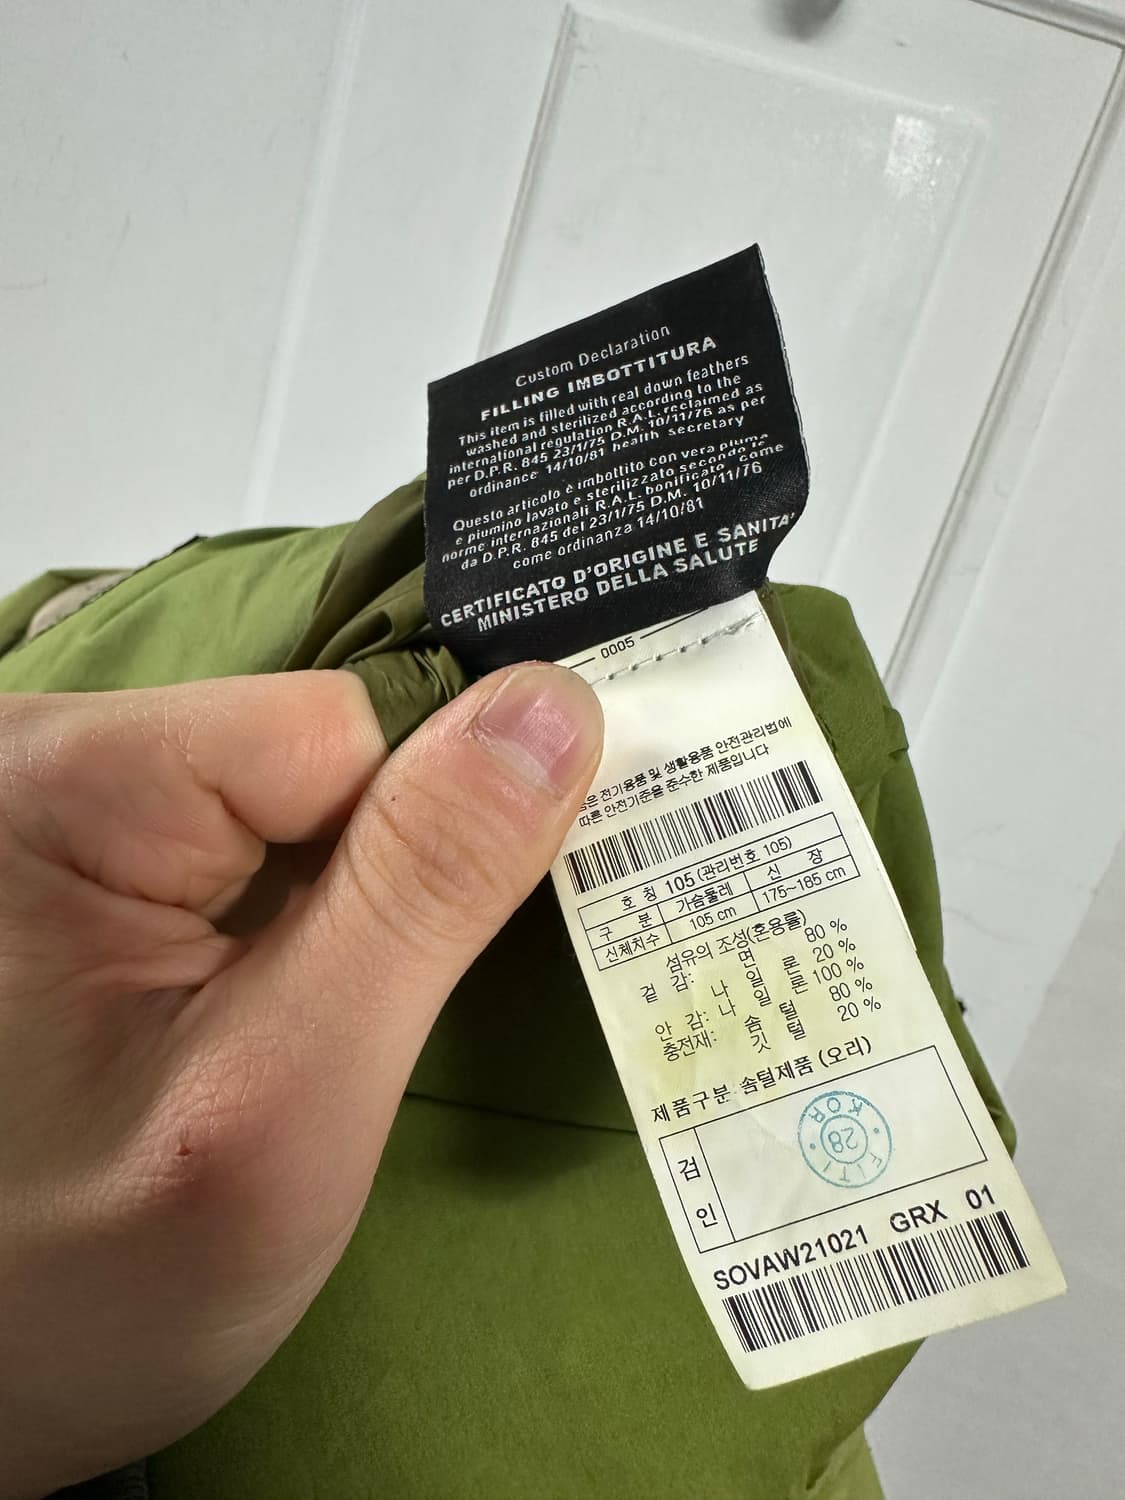 Custom Declaration
FILLING IMBOTTITURA
This item is filled with real down feathers
washed and sterilized according to the
international regulation R.A.L. reclaimed as
per D.P.R. 845 23/1/75 D.M. 10/11/76 as per
ordinance 14/10/81 health secretary
Questo articolo è imbottito con vera piuma
e piumino lavato e sterilizzato secondo le
norme internazionali R.A.L. bonificato come
da D.P.R. 845 del 23/1/75 D.M. 10/11/76
come ordinanza 14/10/81
CERTIFICATO D'ORIGINE E SANITA'
MINISTERO DELLA SALUTE
0005
은 전기용품 및 생활용품 안전관리법에
따른 안전기준을 준수한 제품입니다
호 칭 105 (관리번호 105)
구 분 가슴둘레 신 장
신체치수 105 cm 175~185 cm
섬유의 조성(혼용률)
겉 감: 면 80 %
나 일 론 20 %
안 감: 나 일 론 100 %
충전재: 솜 털 80 %
깃 털 20 %
제품구분 솜털제품 (오리)
검
인
KOR
28
FITI
SOVAW21021 GRX 01